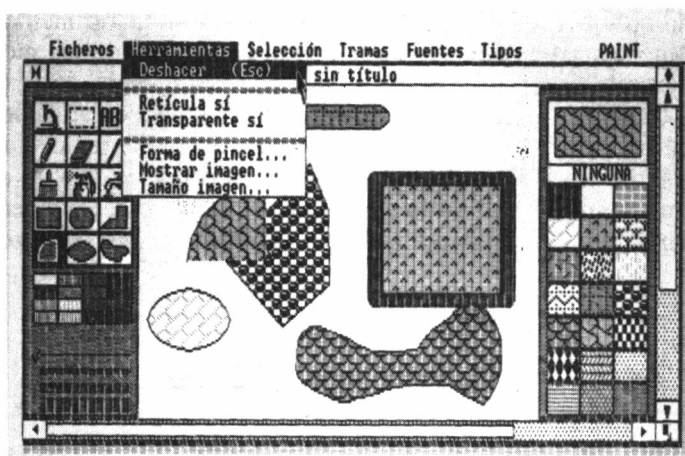 Ficheros Herramientas Selección Tramas Fuentes Tipos PAINT
Deshacer (Esc)
sin título
Retícula sí
Transparente sí
Forma de pincel...
Mostrar imagen...
Tamaño imagen...
NINGUNA